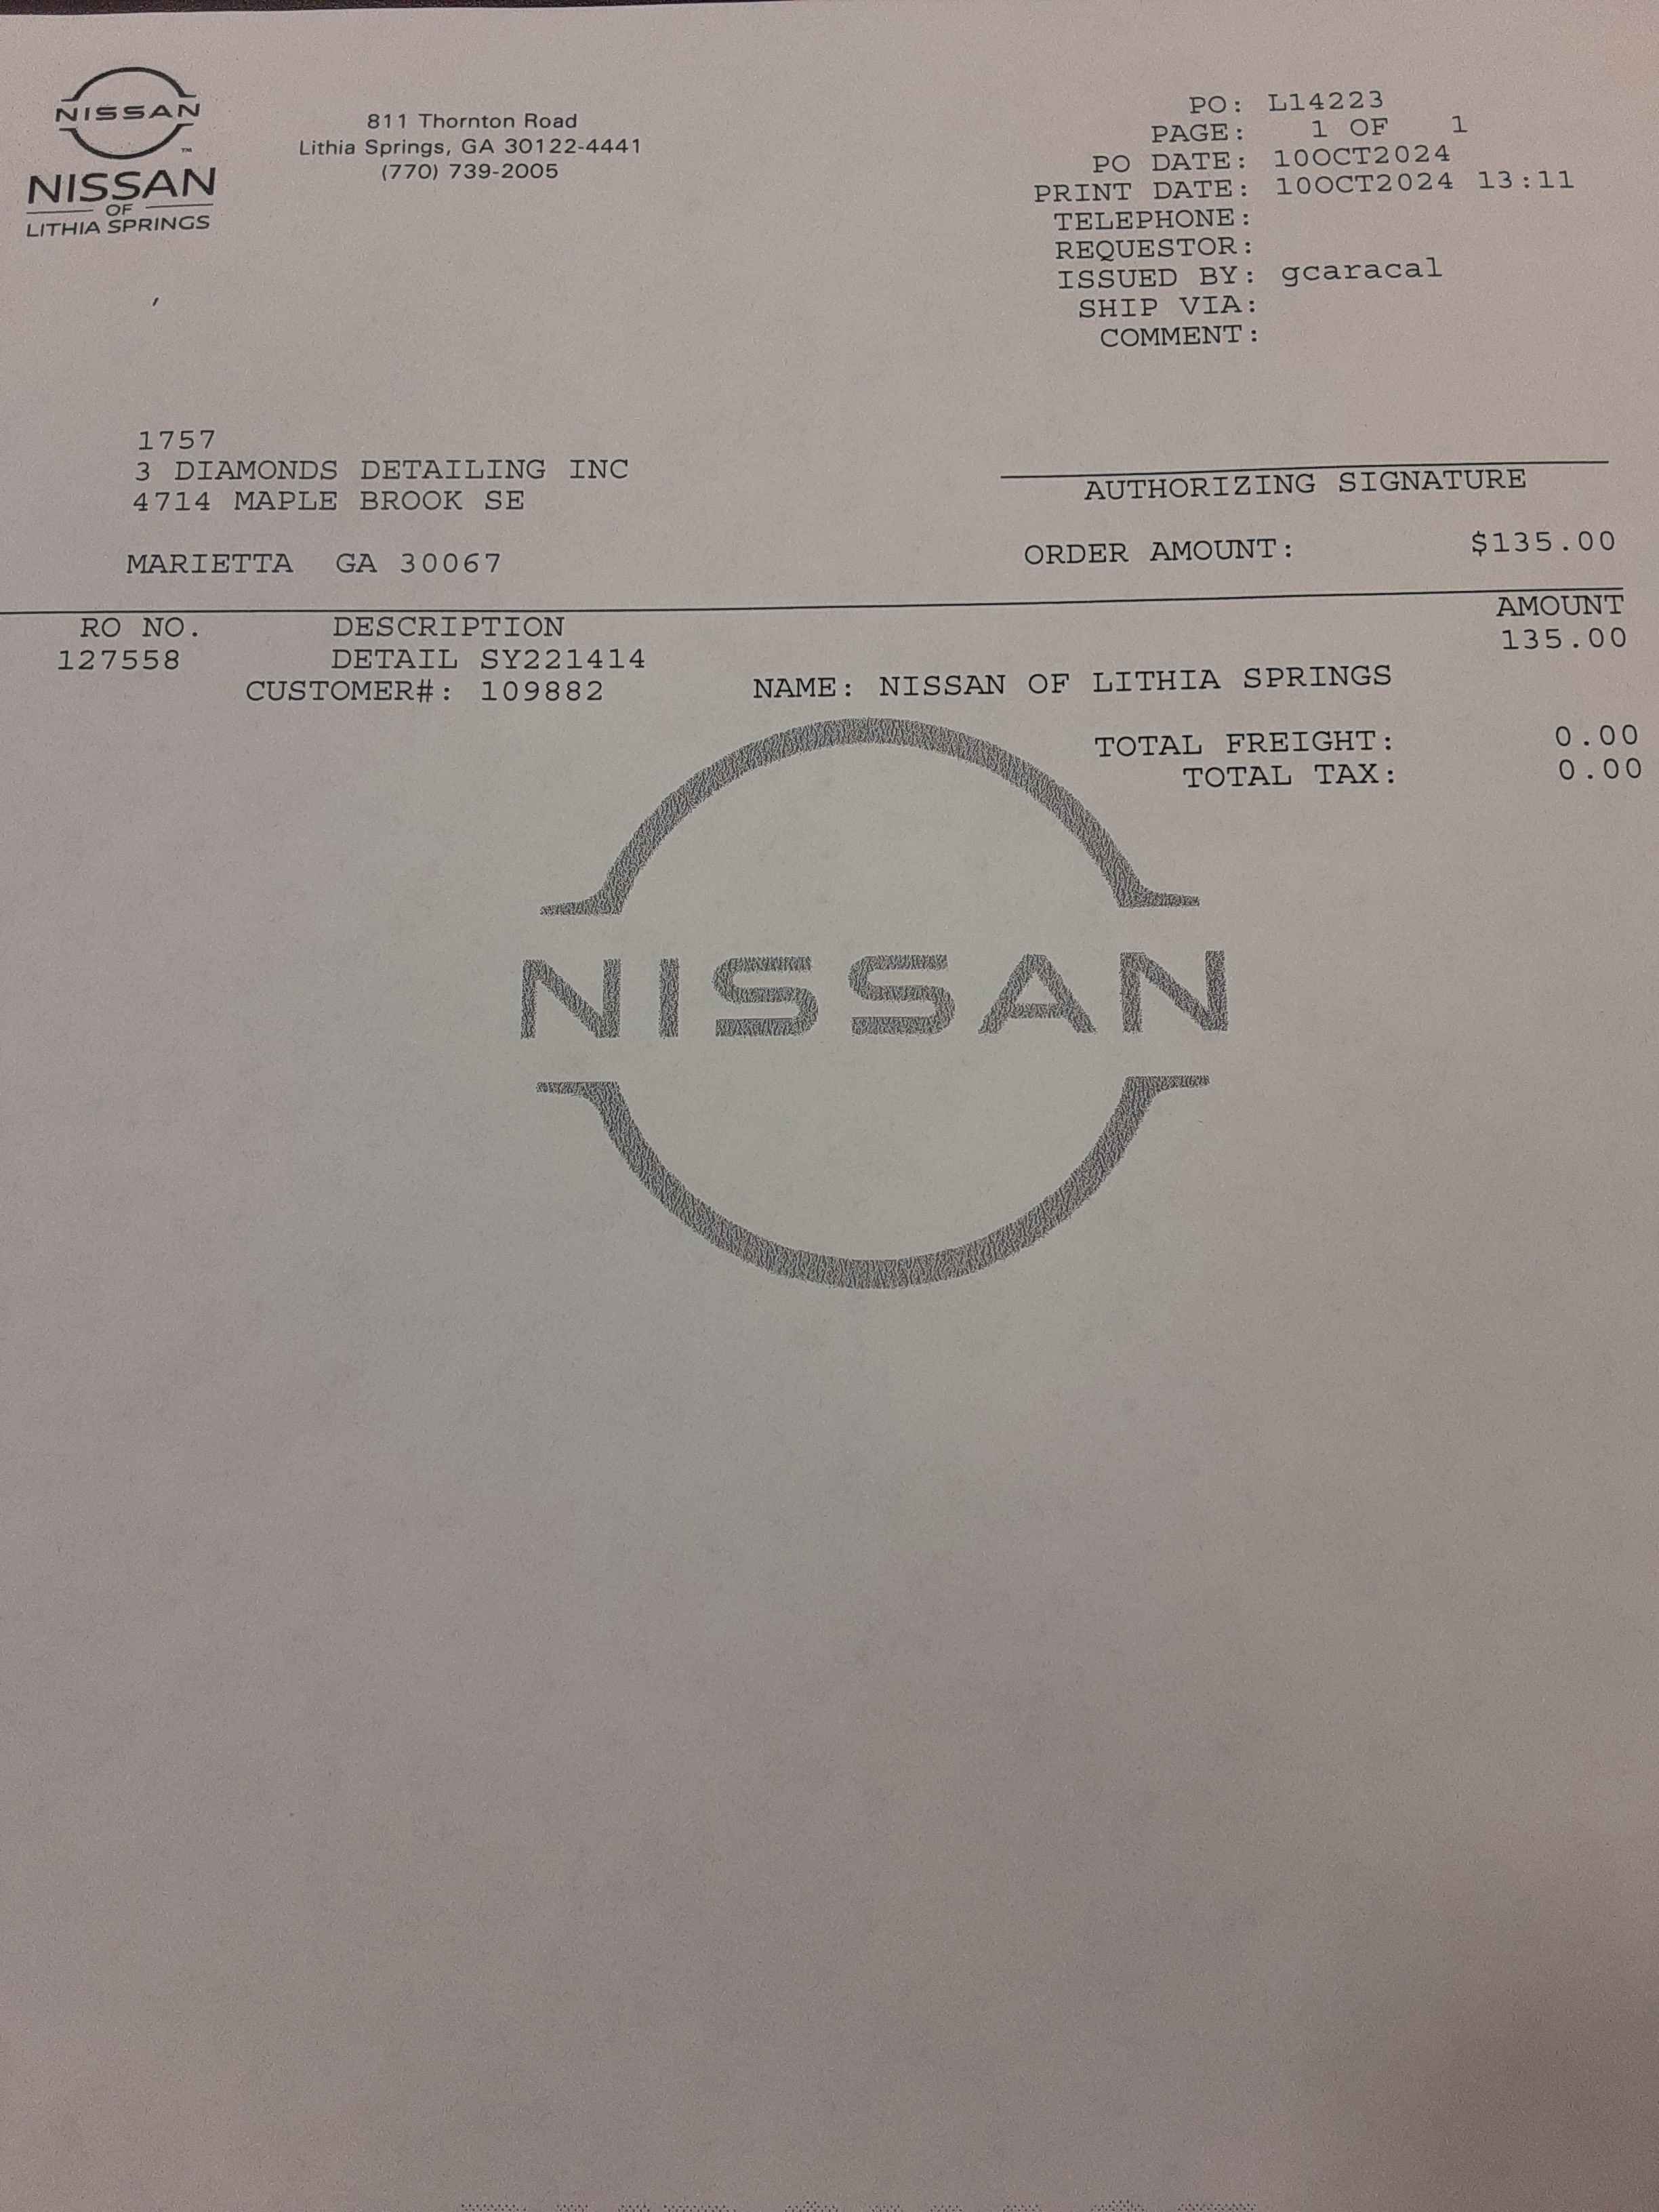 NISSAN
™
NISSAN
OF
LITHIA SPRINGS
811 Thornton Road
Lithia Springs, GA 30122-4441
(770) 739-2005
PO: L14223
PAGE: 1 OF 1
PO DATE: 10OCT2024
PRINT DATE: 10OCT2024 13:11
TELEPHONE:
REQUESTOR:
ISSUED BY: gcaracal
SHIP VIA:
COMMENT:
1757
3 DIAMONDS DETAILING INC
4714 MAPLE BROOK SE
MARIETTA GA 30067
AUTHORIZING SIGNATURE
ORDER AMOUNT: $135.00
RO NO. DESCRIPTION AMOUNT
127558 DETAIL SY221414 135.00
CUSTOMER#: 109882 NAME: NISSAN OF LITHIA SPRINGS
TOTAL FREIGHT: 0.00
TOTAL TAX: 0.00
NISSAN